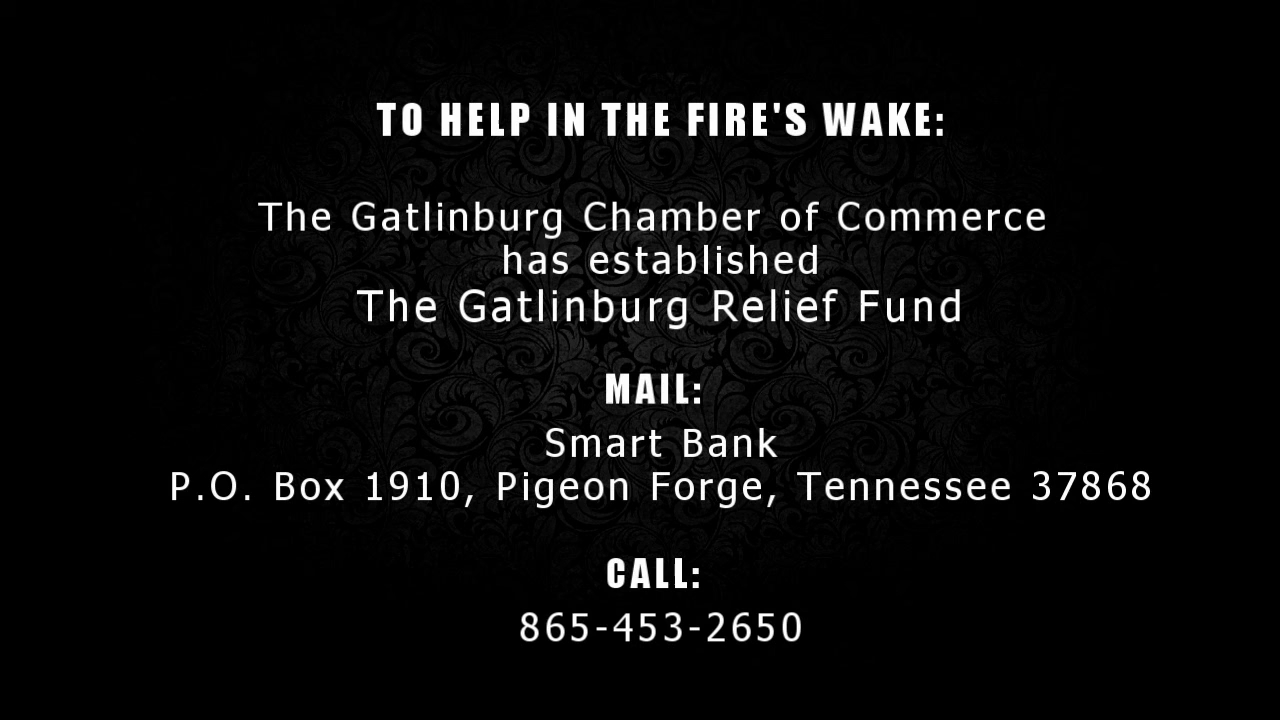 TO HELP IN THE FIRE'S WAKE:
The Gatlinburg Chamber of Commerce
has established
The Gatlinburg Relief Fund
MAIL:
Smart Bank
P.O. Box 1910, Pigeon Forge, Tennessee 37868
CALL:
865-453-2650